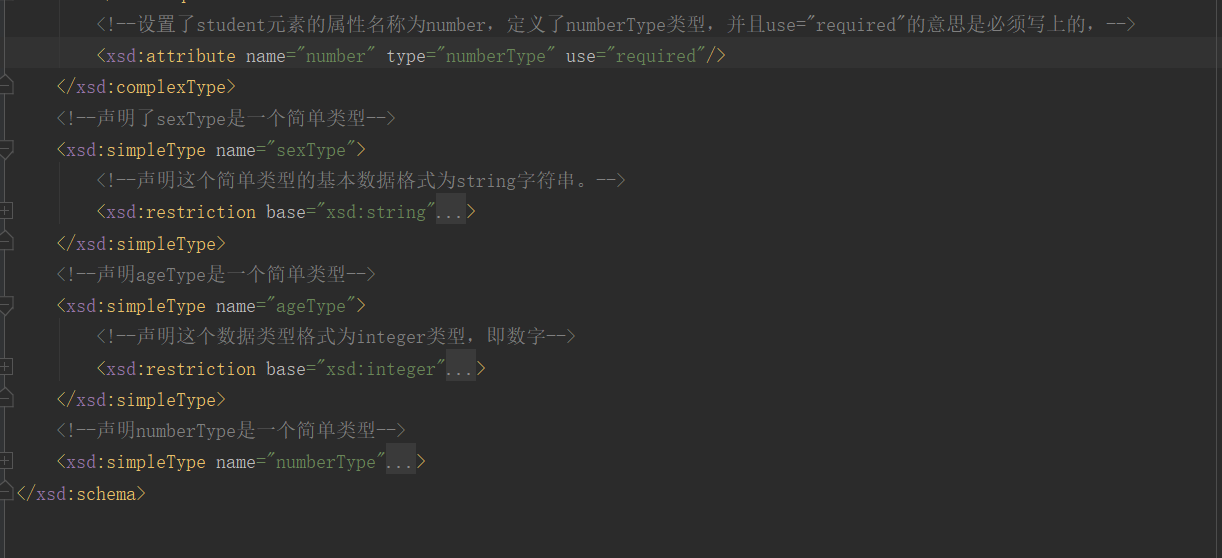 <!--设置了student元素的属性名称为number，定义了numberType类型，并且use="required"的意思是必须写上的，-->
<xsd:attribute name="number" type="numberType" use="required"/>
</xsd:complexType>
<!--声明了sexType是一个简单类型-->
<xsd:simpleType name="sexType">
<!--声明这个简单类型的基本数据格式为string字符串。-->
<xsd:restriction base="xsd:string"...>
</xsd:simpleType>
<!--声明ageType是一个简单类型-->
<xsd:simpleType name="ageType">
<!--声明这个数据类型格式为integer类型，即数字-->
<xsd:restriction base="xsd:integer"...>
</xsd:simpleType>
<!--声明numberType是一个简单类型-->
<xsd:simpleType name="numberType"...>
</xsd:schema>